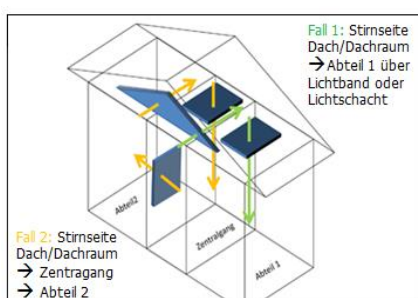 Fall 1: Stirnseite
Dach/Dachraum
→Abteil 1 über
Lichtband oder
Lichtschacht
Abteil2
Zentralgang
Abteil 1
Fall 2: Stirnseite
Dach/Dachraum
→ Zentragang
→ Abteil 2